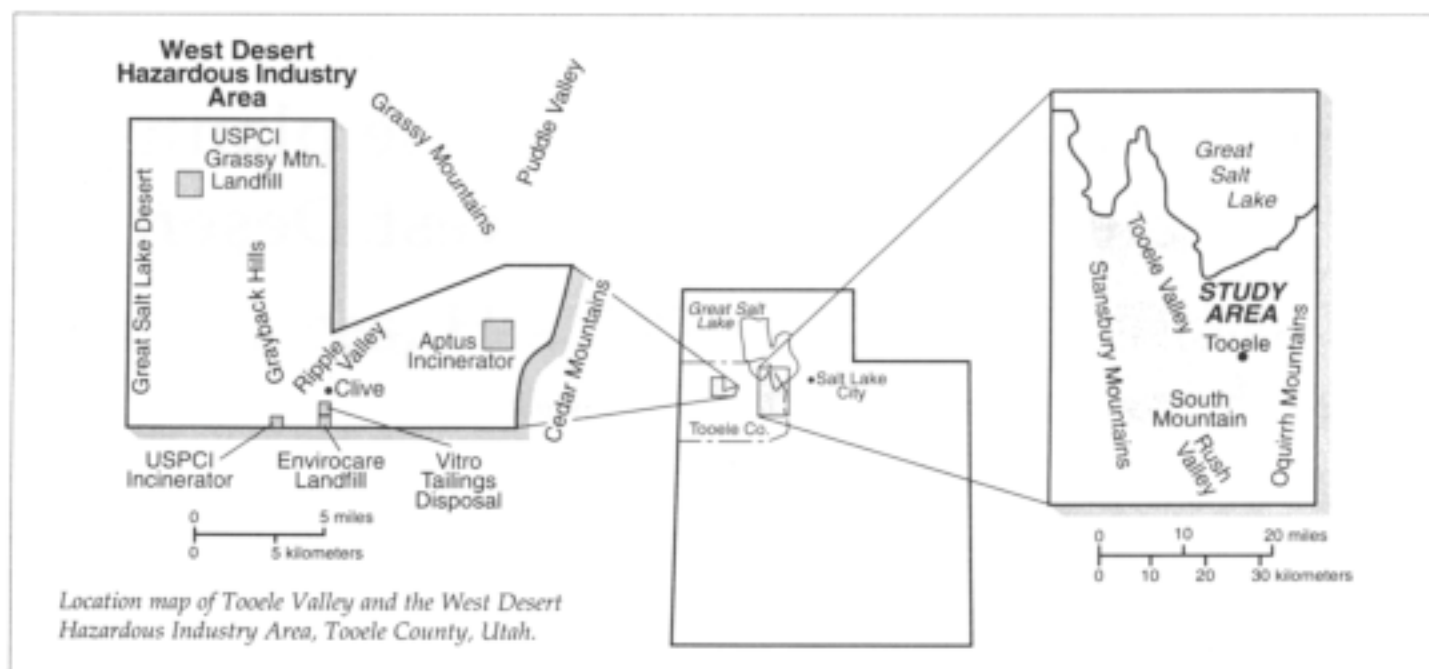 West Desert
Hazardous Industry
Area
USPCI
Grassy Mtn.
Landfill
Great Salt Lake Desert
Grayback Hills
Grassy Mountains
Puddle Valley
Ripple Valley
Clive
Aptus
Incinerator
Cedar Mountains
USPCI
Incinerator
Envirocare
Landfill
Vitro
Tailings
Disposal
0 5 miles
0 5 kilometers
Location map of Tooele Valley and the West Desert
Hazardous Industry Area, Tooele County, Utah.
Great Salt
Lake
Salt Lake
City
Tooele Co.
Great
Salt
Lake
Tooele Valley
Stansbury Mountains
STUDY
AREA
Tooele
Oquirrh Mountains
South
Mountain
Rush
Valley
0 10 20 miles
0 10 20 30 kilometers